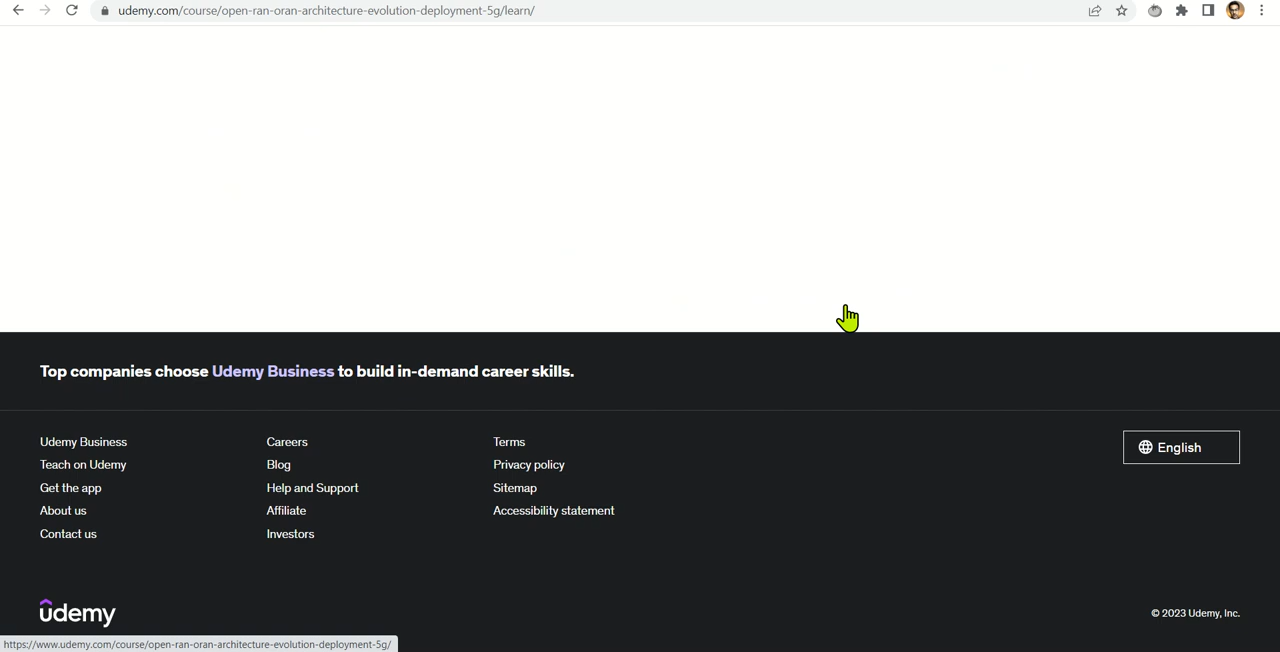 udemy.com/course/open-ran-oran-architecture-evolution-deployment-5g/learn/
Top companies choose Udemy Business to build in-demand career skills.
Udemy Business
Teach on Udemy
Get the app
About us
Contact us
Careers
Blog
Help and Support
Affiliate
Investors
Terms
Privacy policy
Sitemap
Accessibility statement
English
udemy
© 2023 Udemy, Inc.
https://www.udemy.com/course/open-ran-oran-architecture-evolution-deployment-5g/